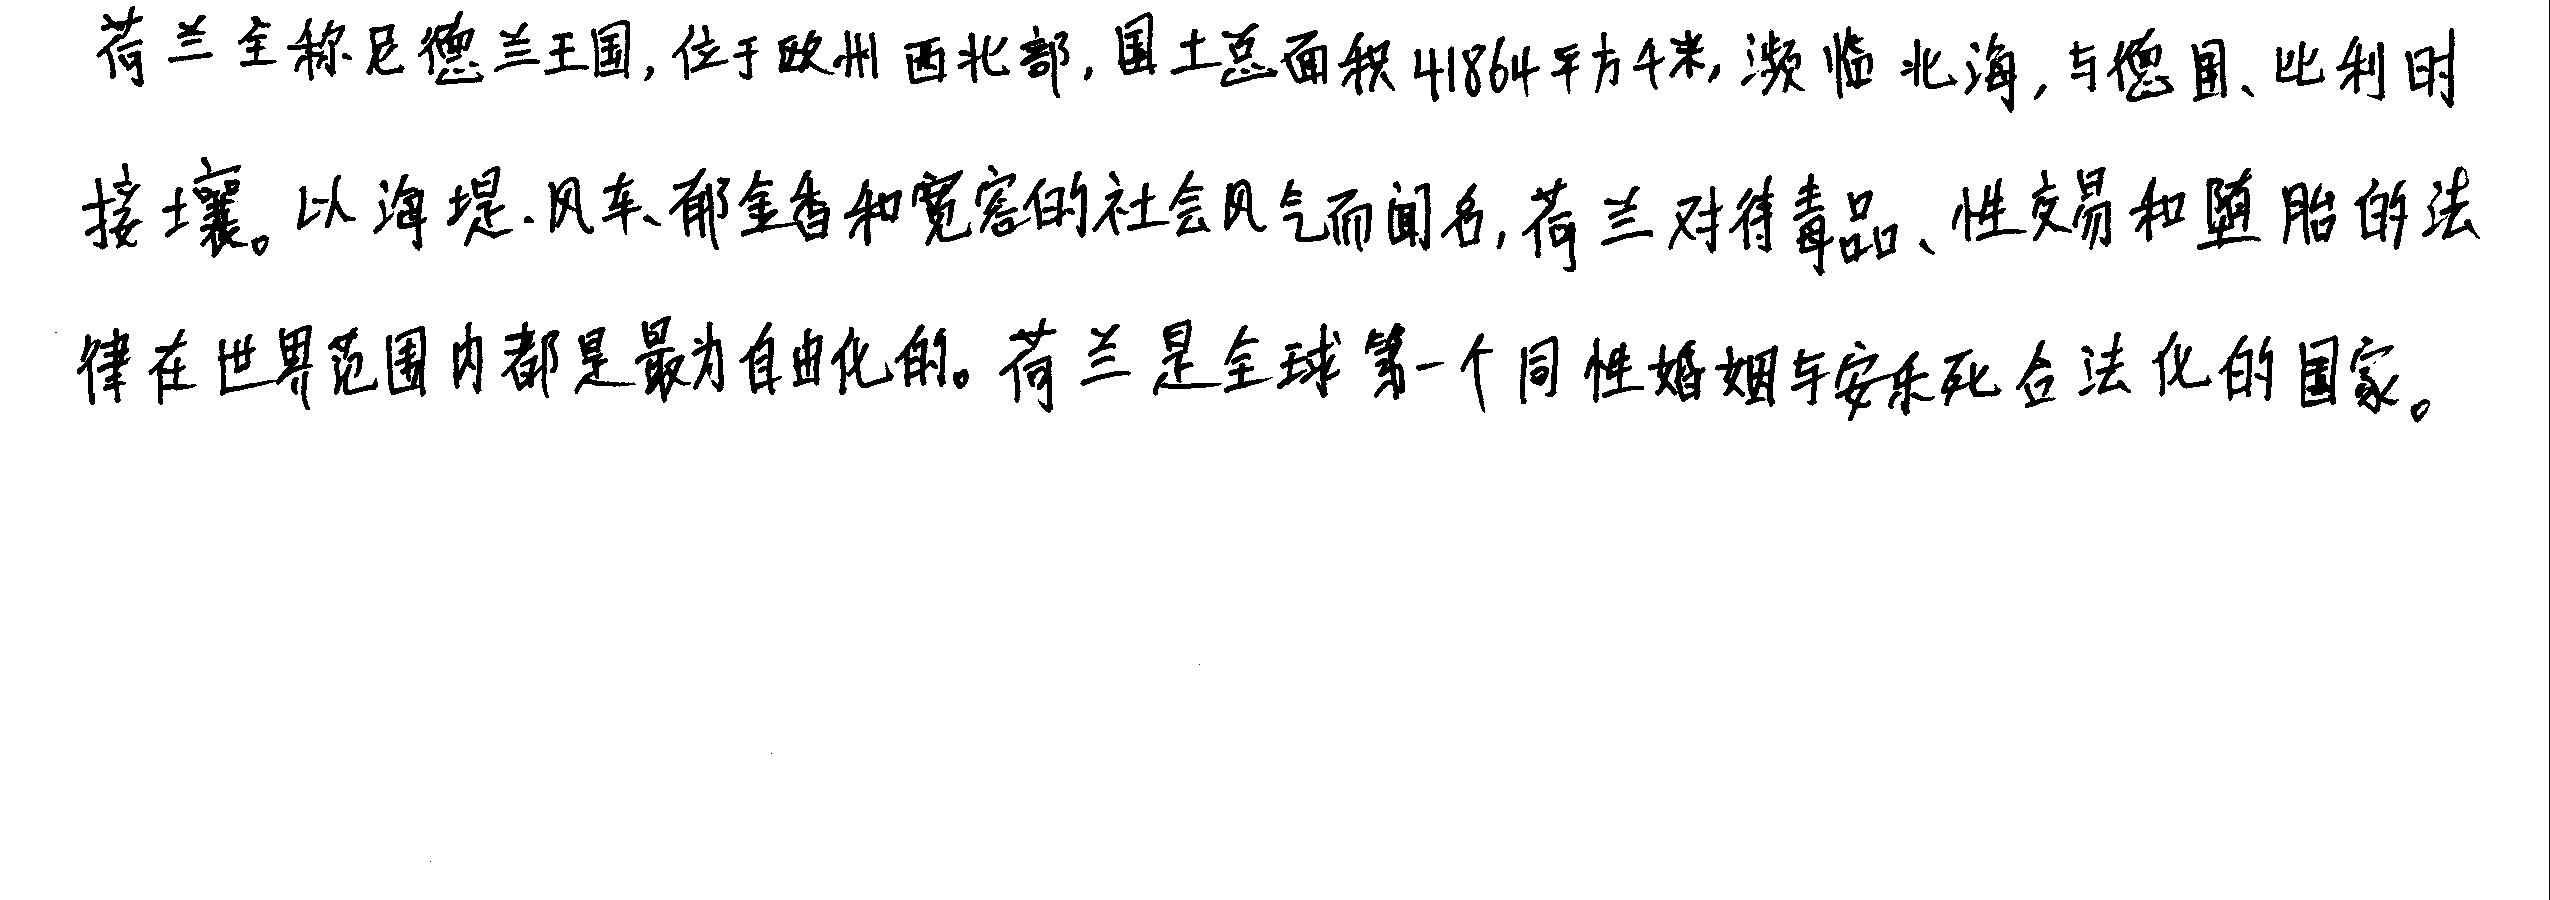 荷兰全称尼德兰王国,位于欧州西北部,国土总面积41864平方千米,濒临北海,与德国、比利时
接壤。以海堤、风车、郁金香和宽容的社会风气而闻名,荷兰对待毒品、性交易和堕胎的法
律在世界范围内都是最为自由化的。荷兰是全球第一个同性婚姻与安乐死合法化的国家。